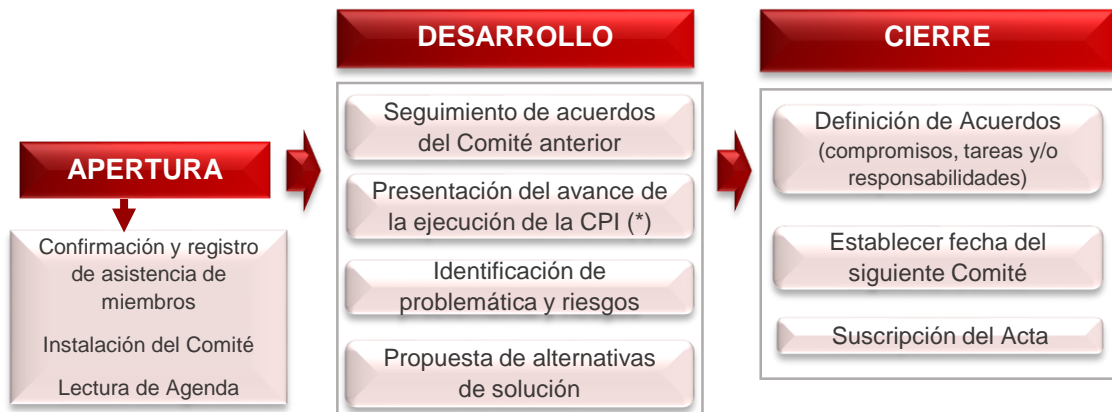 APERTURA
Confirmación y registro
de asistencia de
miembros
Instalación del Comité
Lectura de Agenda
DESARROLLO
Seguimiento de acuerdos
del Comité anterior
Presentación del avance de
la ejecución de la CPI (*)
Identificación de
problemática y riesgos
Propuesta de alternativas
de solución
CIERRE
Definición de Acuerdos
(compromisos, tareas y/o
responsabilidades)
Establecer fecha del
siguiente Comité
Suscripción del Acta